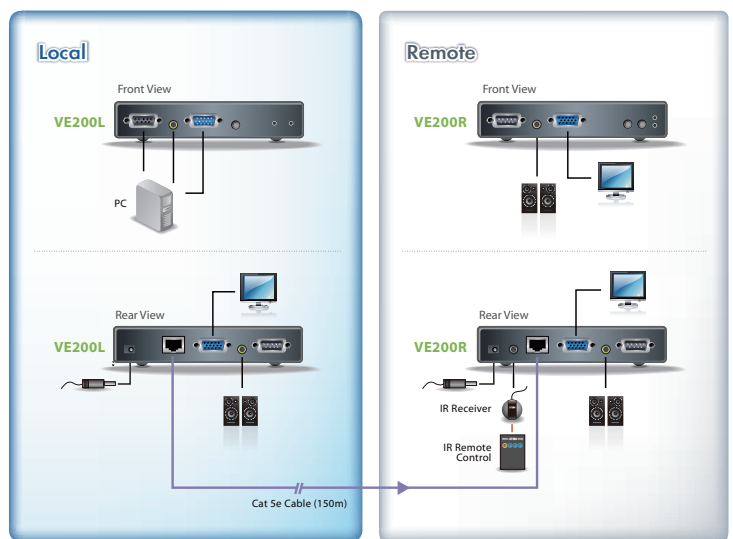 Local
Front View
VE200L
PC
Rear View
VE200L
Cat 5e Cable (150m)
Remote
Front View
VE200R
Rear View
VE200R
IR Receiver
IR Remote
Control